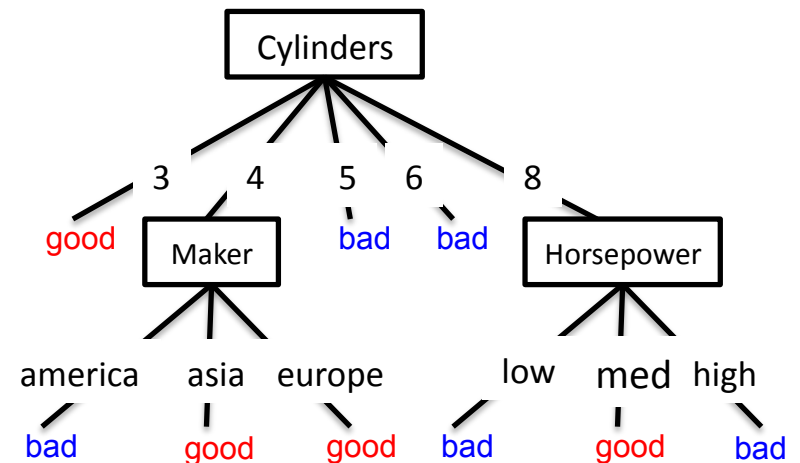 Cylinders
3 4 5 6 8
good Maker bad bad Horsepower
america asia europe low med high
bad good good bad good bad